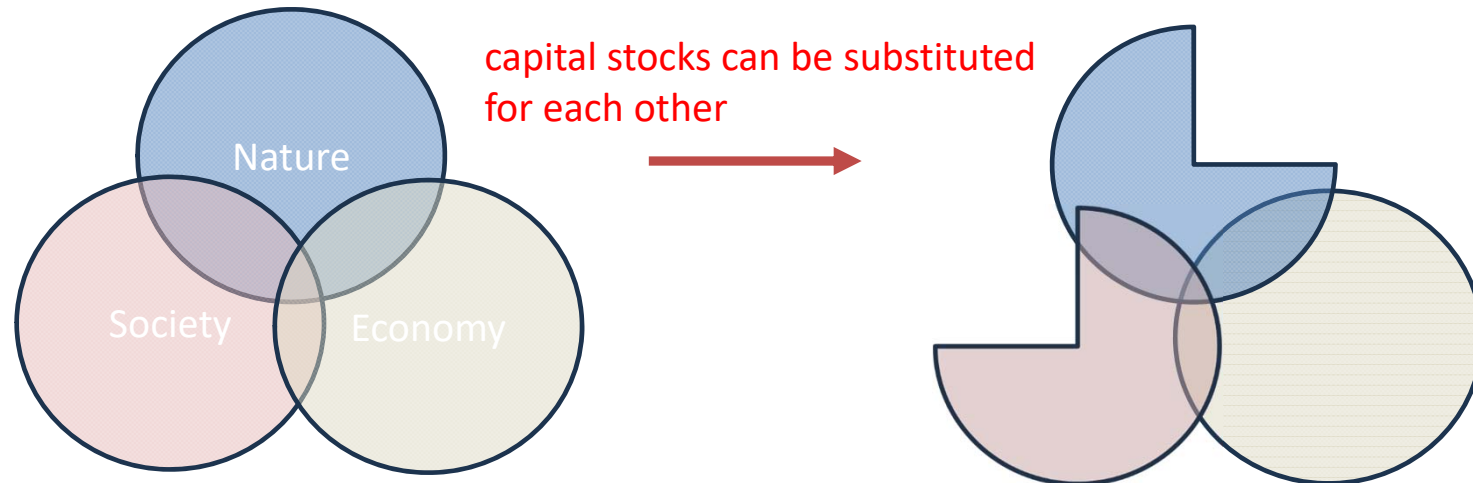 capital stocks can be substituted
for each other
Nature
Society
Economy